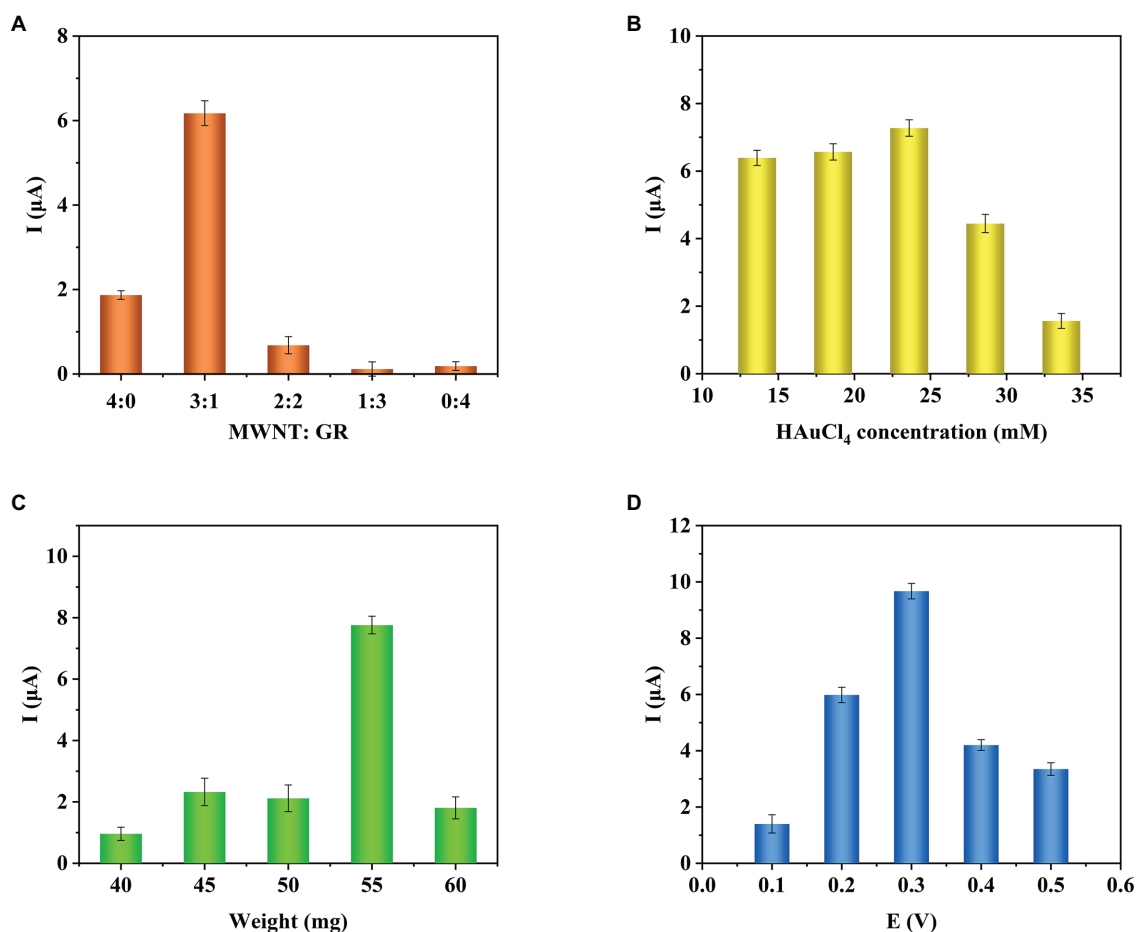 A
8
6
4
2
0
I (µA)
4:0 3:1 2:2 1:3 0:4
MWNT: GR
B
10
8
6
4
2
0
I (µA)
10 15 20 25 30 35
HAuCl₄ concentration (mM)
C
10
8
6
4
2
0
I (µA)
40 45 50 55 60
Weight (mg)
D
12
10
8
6
4
2
0
I (µA)
0.0 0.1 0.2 0.3 0.4 0.5 0.6
E (V)